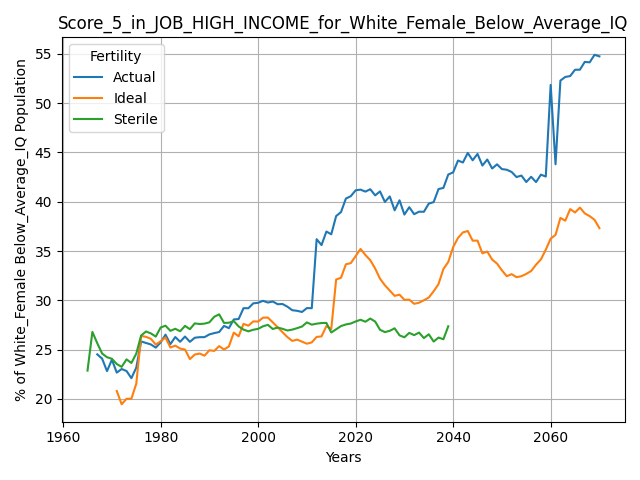 Score_5_in_JOB_HIGH_INCOME_for_White_Female_Below_Average_IQ
% of White_Female Below_Average_IQ Population
55
50
45
40
35
30
25
20
Fertility
Actual
Ideal
Sterile
1960
1980
2000
2020
2040
2060
Years